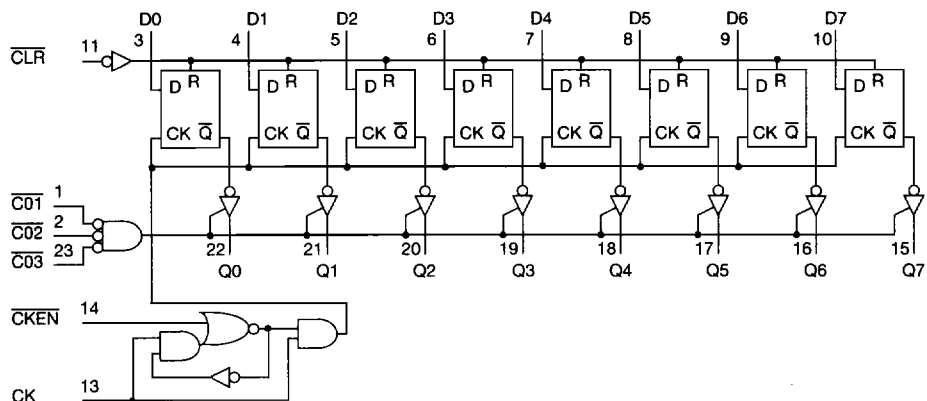 D0 D1 D2 D3 D4 D5 D6 D7
3 4 5 6 7 8 9 10
CLR 11
R R R R R R R R
D D D D D D D D
CK Q CK Q CK Q CK Q CK Q CK Q CK Q CK Q
C01 1
C02 2
C03 23
22 21 20 19 18 17 16 15
Q0 Q1 Q2 Q3 Q4 Q5 Q6 Q7
CKEN 14
CK 13